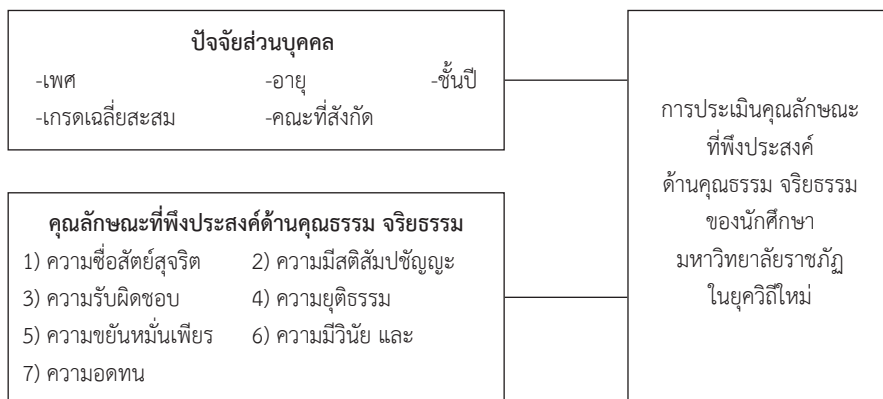 ปัจจัยส่วนบุคคล
-เพศ -อายุ -ชั้นปี
-เกรดเฉลี่ยสะสม -คณะที่สังกัด
คุณลักษณะที่พึงประสงค์ด้านคุณธรรม จริยธรรม
1) ความซื่อสัตย์สุจริต 2) ความมีสติสัมปชัญญะ
3) ความรับผิดชอบ 4) ความยุติธรรม
5) ความขยันหมั่นเพียร 6) ความมีวินัย และ
7) ความอดทน
การประเมินคุณลักษณะ
ที่พึงประสงค์
ด้านคุณธรรม จริยธรรม
ของนักศึกษา
มหาวิทยาลัยราชภัฏ
ในยุควิถีใหม่